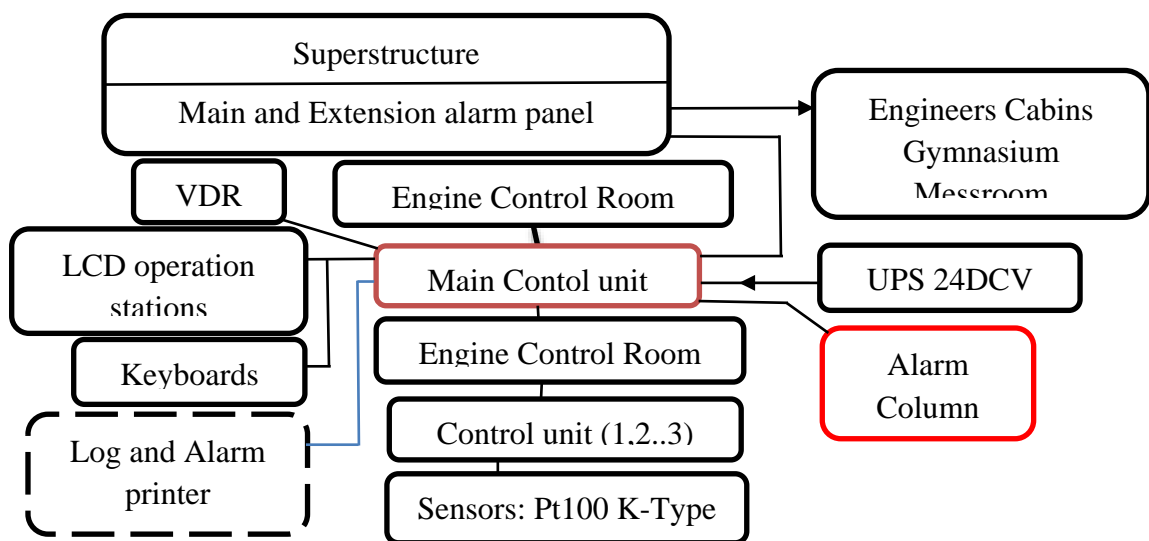 Superstructure
Main and Extension alarm panel
Engineers Cabins
Gymnasium
Messroom
VDR
Engine Control Room
LCD operation
stations
Main Contol unit
UPS 24DCV
Engine Control Room
Keyboards
Alarm
Column
Control unit (1,2..3)
Log and Alarm
printer
Sensors: Pt100 K-Type